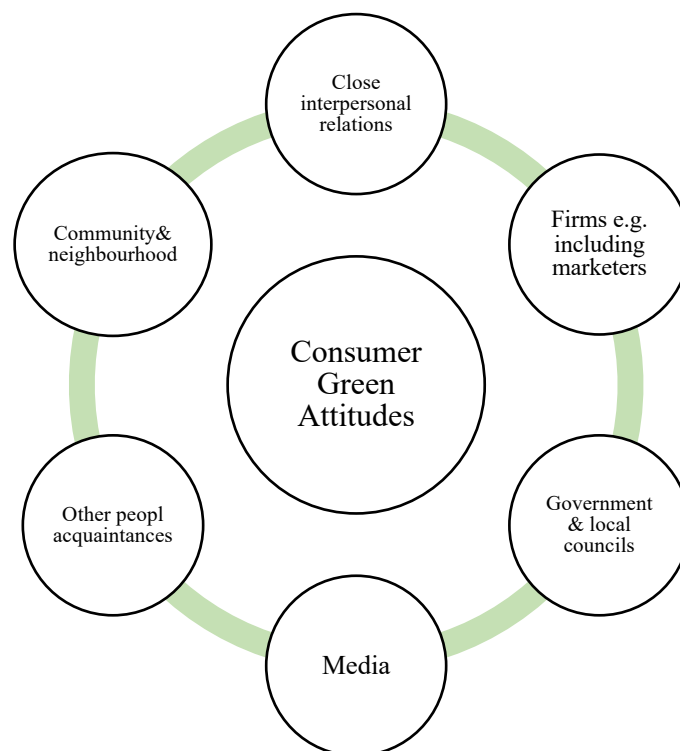 Close
interpersonal
relations
Firms e.g.
including
marketers
Government
& local
councils
Media
Other peopl
acquaintances
Community&
neighbourhood
Consumer
Green
Attitudes